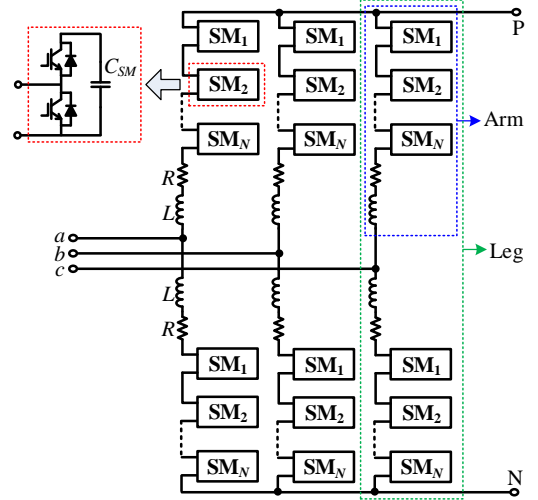 P
SM1 SM1 SM1
CSM
SM2 SM2 SM2
Arm
SMN SMN SMN
R
L
a
b
Leg
c
L
R
SM1 SM1 SM1
SM2 SM2 SM2
SMN SMN SMN
N